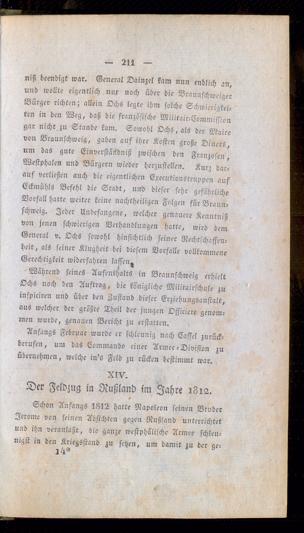 — 211 —
niß beendigt war. General Dainzel kam nun endlich an,
und wollte eigentlich nur noch über die Braunschweiger
Bürger richten; allein Ochs legte ihm solche Schwierigkei-
ten in den Weg, daß die französische Militair-Commission
gar nicht zu Stande kam. Sowohl Ochs, als der Maire
von Braunschweig, gaben auf ihre Kosten große Diners,
um das gute Einverständniß zwischen den Franzosen,
Westphalen und Bürgern wieder herzustellen. Kurz dar-
auf verließen auch die eigentlichen Executionstruppen auf
Eckmühls Befehl die Stadt, und dieser sehr gefährliche
Vorfall hatte weiter keine nachtheiligen Folgen für Braun-
schweig. Jeder Unbefangene, welcher genauere Kenntniß
von jenen schwierigen Verhandlungen hatte, wird dem
General v. Ochs sowohl hinsichtlich seiner Rechtschaffen-
heit, als seiner Klugheit bei diesem Vorfalle vollkommene
Gerechtigkeit widerfahren lassen.
Während seines Aufenthalts in Braunschweig erhielt
Ochs noch den Auftrag, die königliche Militairschule zu
inspiciren und über den Zustand dieser Erziehungsanstalt,
aus welcher der größte Theil der jungen Officiere genom-
men wurde, genauen Bericht zu erstatten.
Anfangs Februar wurde er schleunig nach Cassel zurück-
berufen, um das Commando einer Armee-Division zu
übernehmen, welche in's Feld zu rücken bestimmt war.
XIV.
Der Feldzug in Rußland im Jahre 1812.
Schon Anfangs 1812 hatte Napoleon seinen Bruder
Jerome von seinen Absichten gegen Rußland unterrichtet
und ihn veranlaßt, die ganze westphälische Armee schleu-
nigst in den Kriegsstand zu setzen, um damit zu der ge-
14*